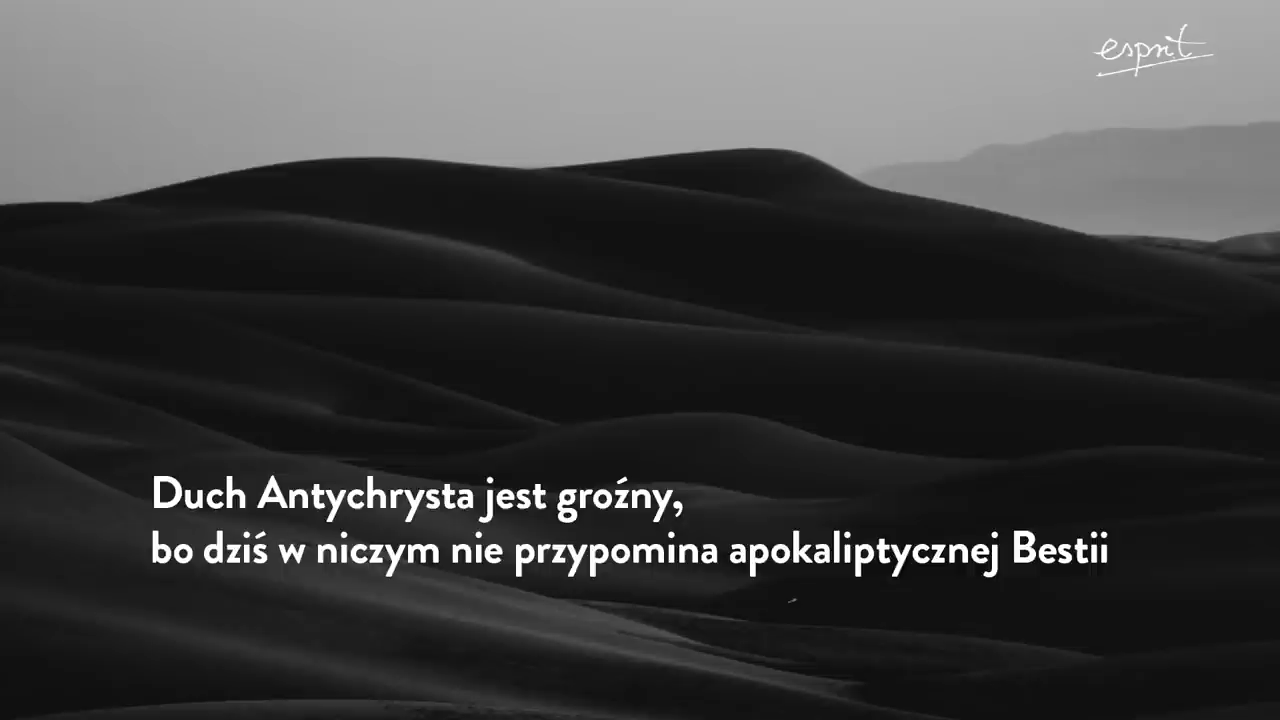 esprit
Duch Antychrysta jest groźny,
bo dziś w niczym nie przypomina apokaliptycznej Bestii